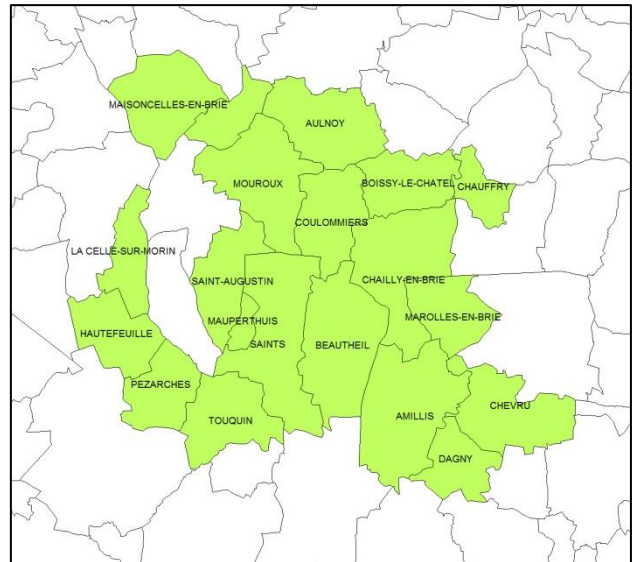 MAISONCELLES-EN-BRIE
AULNOY
MOUROUX
BOISSY-LE-CHATEL
CHAUFFRY
COULOMMIERS
LA CELLE-SUR-MORIN
SAINT-AUGUSTIN
CHAILLY-EN-BRIE
MAUPERTHUIS
MAROLLES-EN-BRIE
HAUTEFEUILLE
SAINTS
BEAUTHEIL
PEZARCHES
CHEVRU
TOUQUIN
AMILLIS
DAGNY